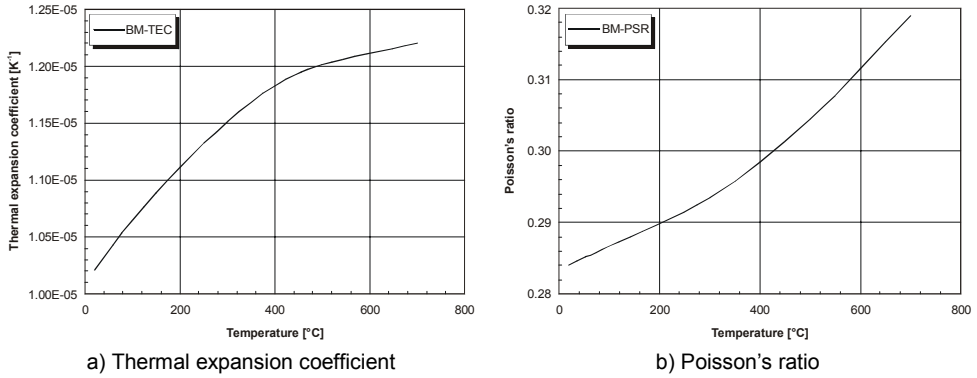 1.25E-05
1.20E-05
1.15E-05
1.10E-05
1.05E-05
1.00E-05
Thermal expansion coefficient [K⁻¹]
BM-TEC
0 200 400 600 800
Temperature [°C]
a) Thermal expansion coefficient
0.32
0.31
0.30
0.29
0.28
Poisson's ratio
BM-PSR
0 200 400 600 800
Temperature [°C]
b) Poisson's ratio